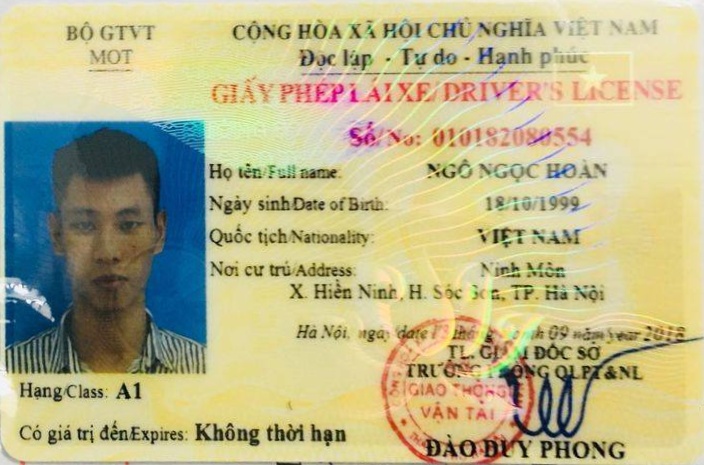 BỘ GTVT
MOT
CỘNG HÒA XÃ HỘI CHỦ NGHĨA VIỆT NAM
Độc lập - Tự do - Hạnh phúc
GIẤY PHÉP LÁI XE/ DRIVER'S LICENSE
Số/No: 010182080554
Họ tên/Full name: NGÔ NGỌC HOÀN
Ngày sinh/Date of Birth: 18/10/1999
Quốc tịch/Nationality: VIỆT NAM
Nơi cư trú/Address: Ninh Môn
X. Hiền Ninh, H. Sóc Sơn, TP. Hà Nội
Hà Nội, ngày/date 13 tháng/month 09 năm/year 2018
TL. GIÁM ĐỐC SỞ
TRƯỞNG PHÒNG QLPT&NL
GIAO THÔNG
VẬN TẢI
Hạng/Class: A1
Có giá trị đến/Expires: Không thời hạn
ĐÀO DUY PHONG